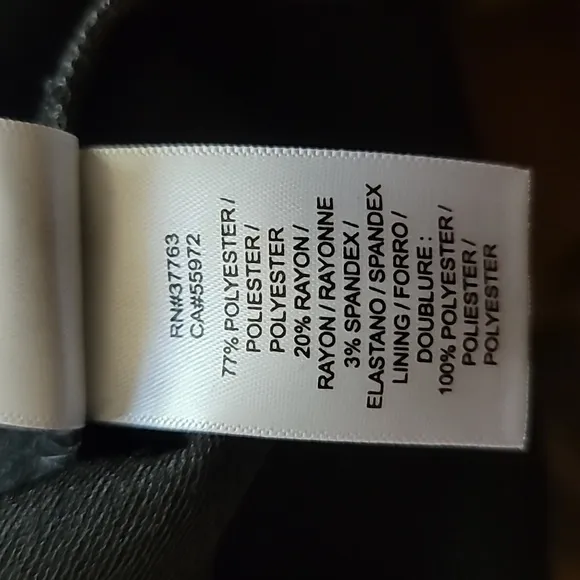 RN#37763
CA#55972
77% POLYESTER /
POLIESTER /
POLYESTER
20% RAYON /
RAYON / RAYONNE
3% SPANDEX /
ELASTANO / SPANDEX
LINING / FORRO /
DOUBLURE :
100% POLYESTER /
POLIESTER /
POLYESTER